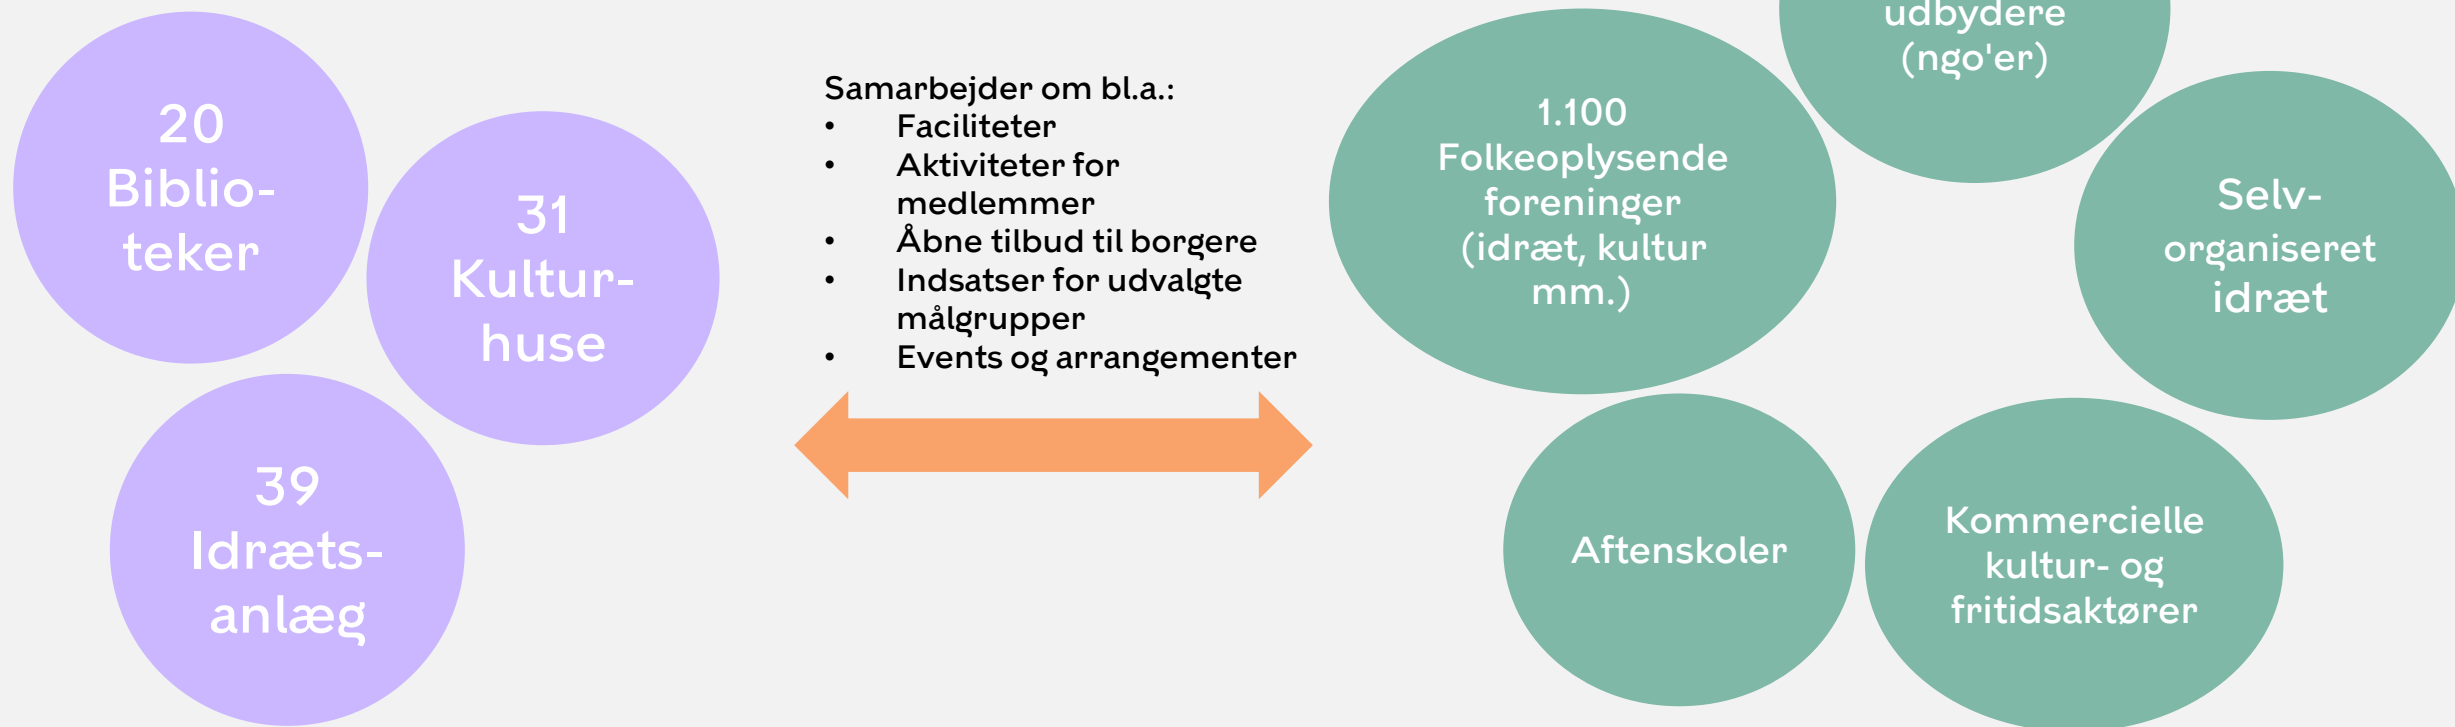 20
Biblio-
teker
31
Kultur-
huse
39
Idræts-
anlæg
Samarbejder om bl.a.:
• Faciliteter
• Aktiviteter for
medlemmer
• Åbne tilbud til borgere
• Indsatser for udvalgte
målgrupper
• Events og arrangementer
1.100
Folkeoplysende
foreninger
(idræt, kultur
mm.)
udbydere
(ngo'er)
Selv-
organiseret
idræt
Aftenskoler
Kommercielle
kultur- og
fritidsaktører